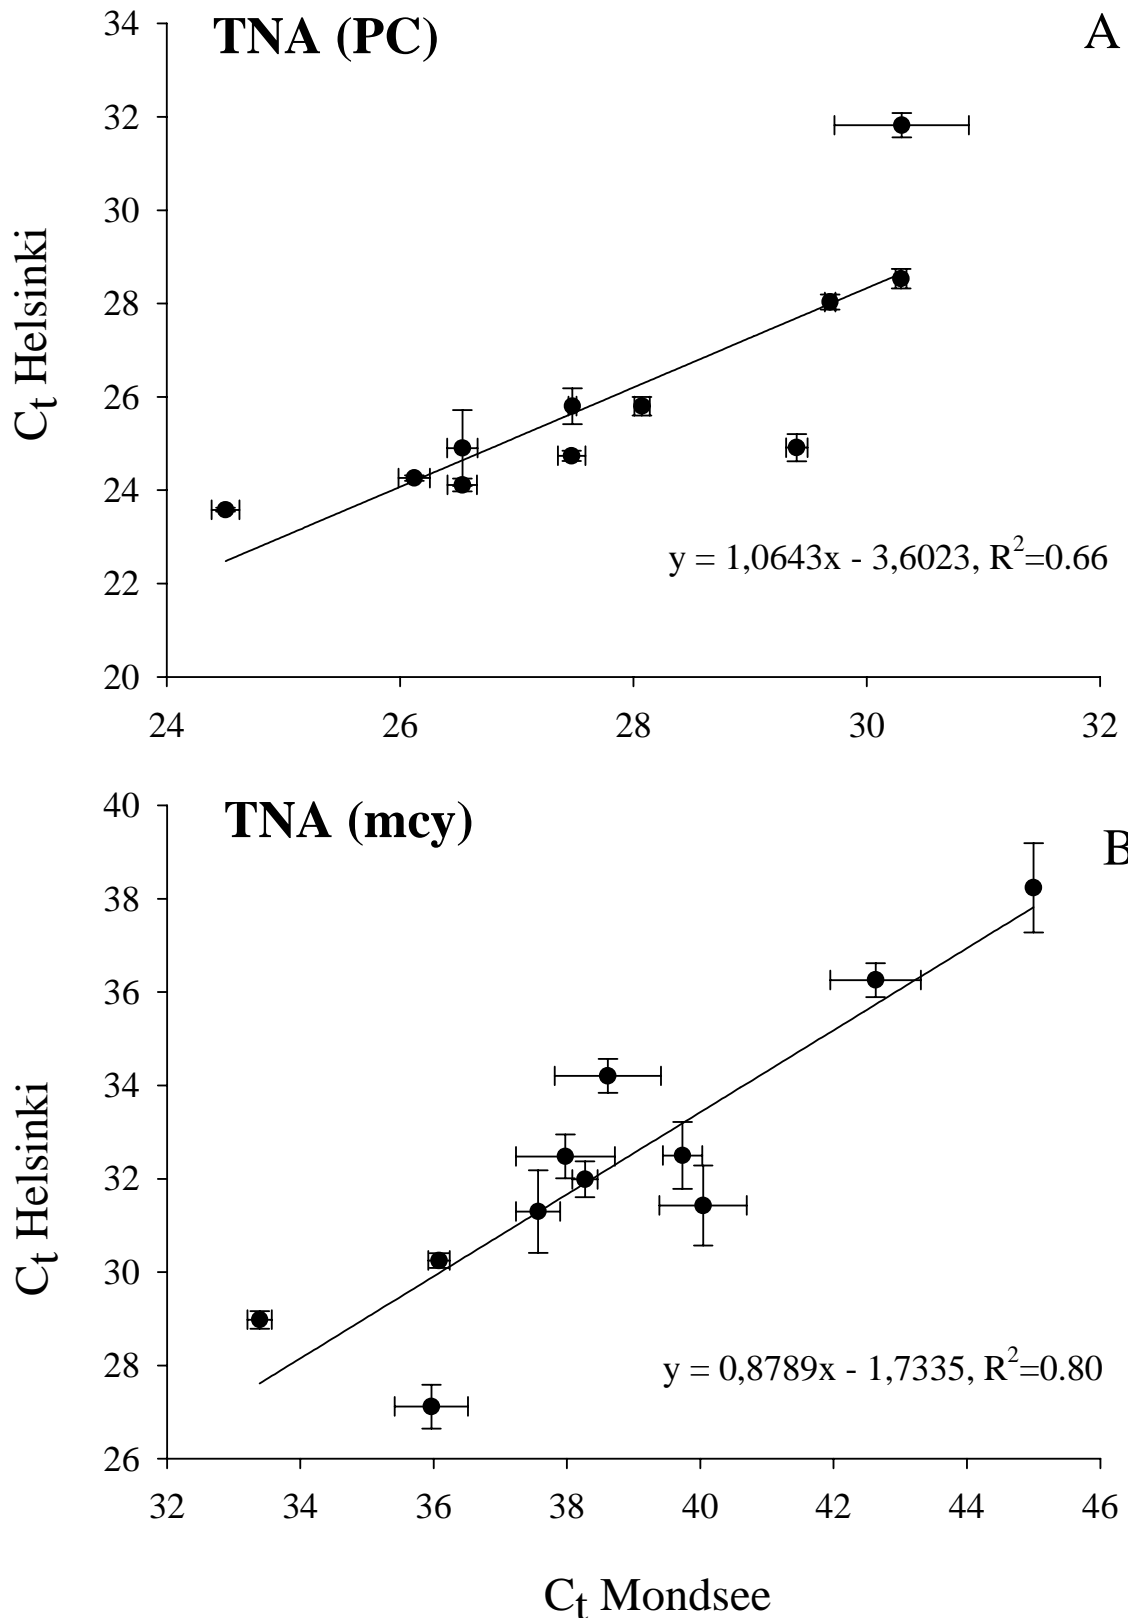 TNA (PC)
A
34
32
30
28
26
24
22
20
Ct Helsinki
y = 1,0643x - 3,6023, R2=0.66
24 26 28 30 32
TNA (mcy)
B
40
38
36
34
32
30
28
26
Ct Helsinki
y = 0,8789x - 1,7335, R2=0.80
32 34 36 38 40 42 44 46
Ct Mondsee